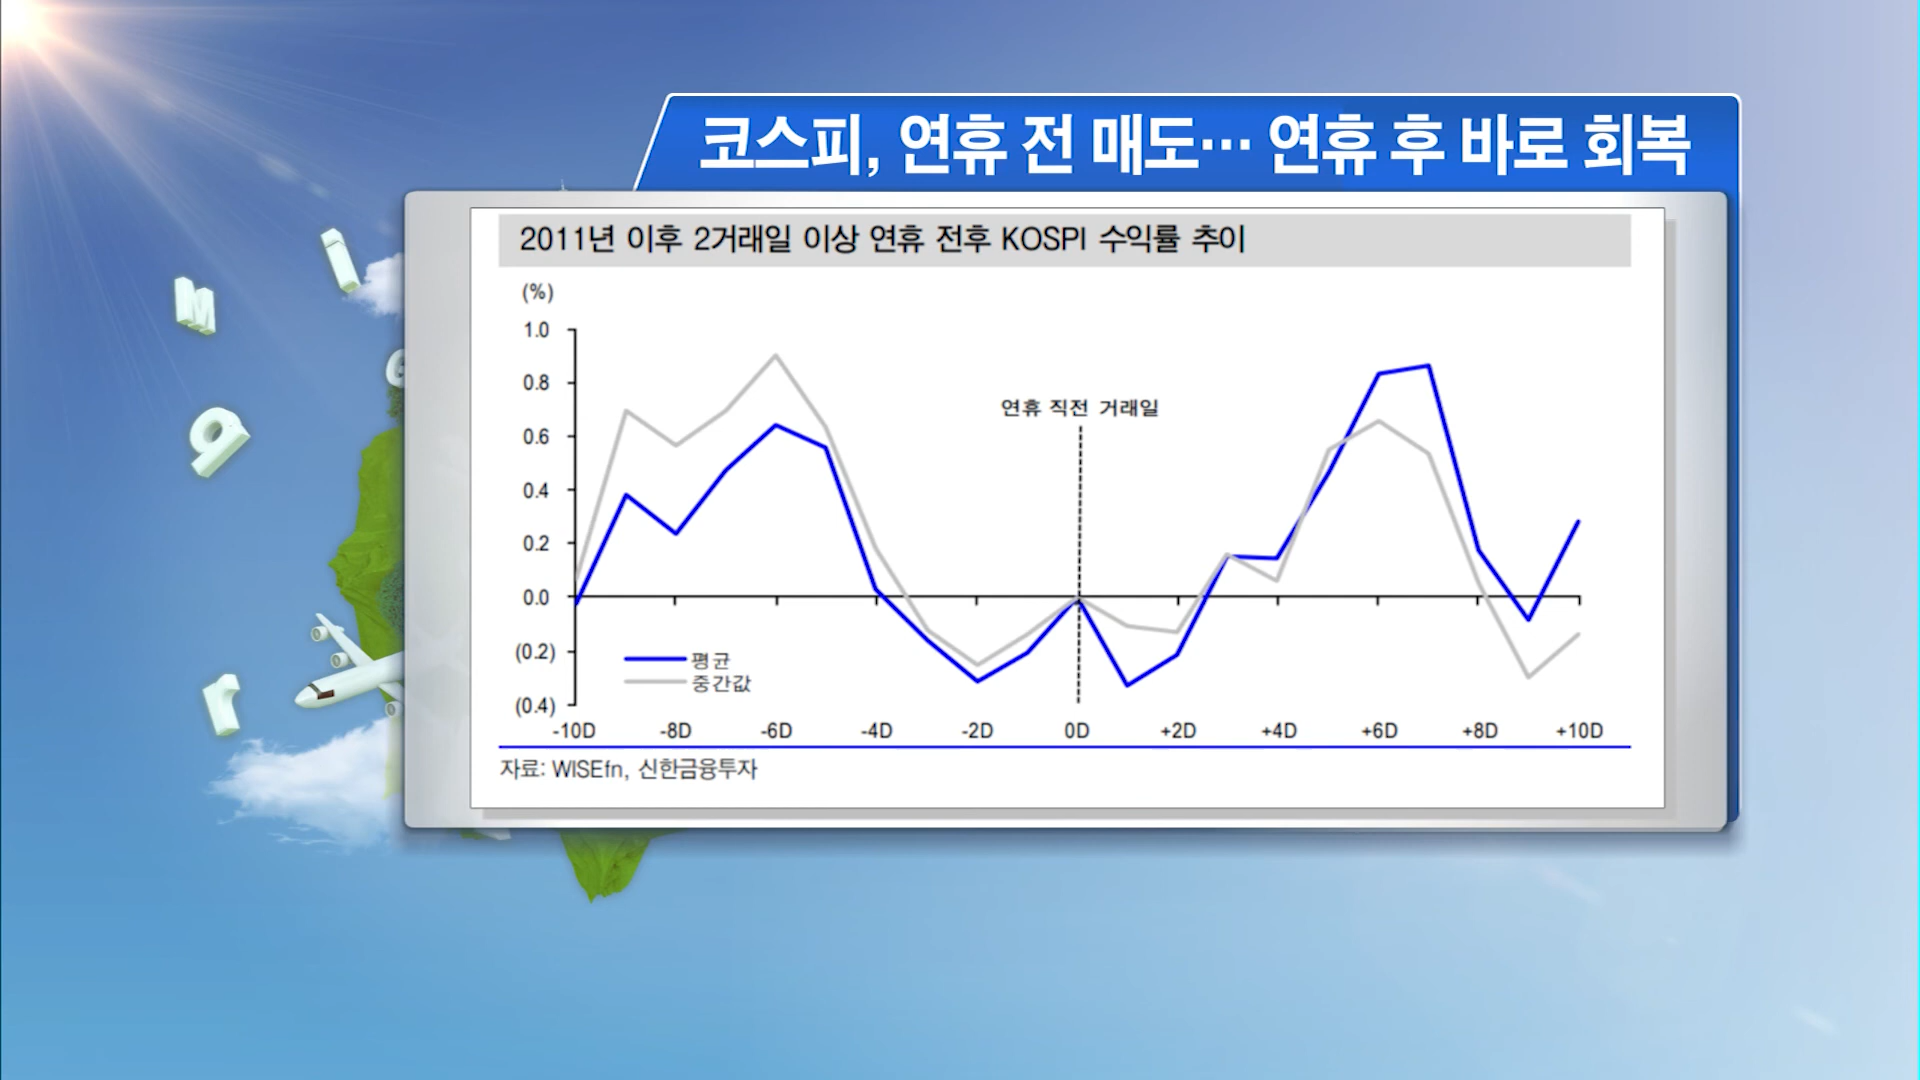 코스피, 연휴 전 매도… 연휴 후 바로 회복
2011년 이후 2거래일 이상 연휴 전후 KOSPI 수익률 추이
(%)
1.0
0.8
0.6
0.4
0.2
0.0
(0.2)
(0.4)
연휴 직전 거래일
평균
중간값
-10D -8D -6D -4D -2D 0D +2D +4D +6D +8D +10D
자료: WISEfn, 신한금융투자